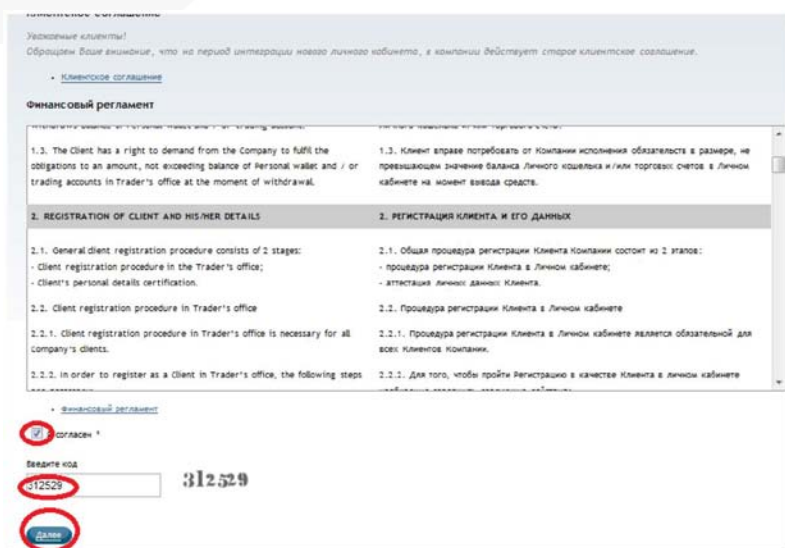 Клиентское соглашение
Уважаемые клиенты!
Обращаем Ваше внимание, что на период интеграции нового личного кабинета, в компании действует старое клиентское соглашение.
• Клиентское соглашение
Финансовый регламент
1.3. The Client has a right to demand from the Company to fulfil the
obligations to an amount, not exceeding balance of Personal wallet and / or
trading accounts in Trader's office at the moment of withdrawal.
1.3. Клиент вправе потребовать от Компании исполнения обязательств в размере, не
превышающем значение баланса Личного кошелька и/или торговых счетов в Личном
кабинете на момент вывода средств.
2. REGISTRATION OF CLIENT AND HIS/HER DETAILS
2. РЕГИСТРАЦИЯ КЛИЕНТА И ЕГО ДАННЫХ
2.1. General client registration procedure consists of 2 stages:
- Client registration procedure in the Trader's office;
- Client's personal details certification.
2.1. Общая процедура регистрации Клиента Компании состоит из 2 этапов:
- процедура регистрации Клиента в Личном кабинете;
- аттестация личных данных Клиента.
2.2. Client registration procedure in Trader's office
2.2. Процедура регистрации Клиента в Личном кабинете
2.2.1. Client registration procedure in Trader's office is necessary for all
Company's clients.
2.2.1. Процедура регистрации Клиента в Личном кабинете является обязательной для
всех Клиентов Компании.
2.2.2. In order to register as a Client in Trader's office, the following steps
2.2.2. Для того, чтобы пройти Регистрацию в качестве Клиента в личном кабинете
• Финансовый регламент
согласен *
Введите код
312529
312529
Далее